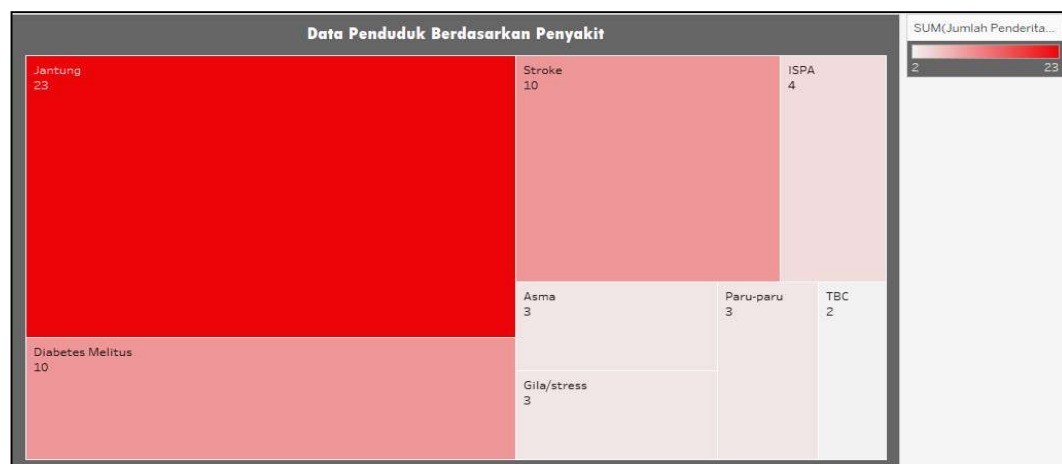 Data Penduduk Berdasarkan Penyakit
Jantung
23
Diabetes Melitus
10
Stroke
10
ISPA
4
Asma
3
Gila/stress
3
Paru-paru
3
TBC
2
SUM(Jumlah Penderita...
2 23